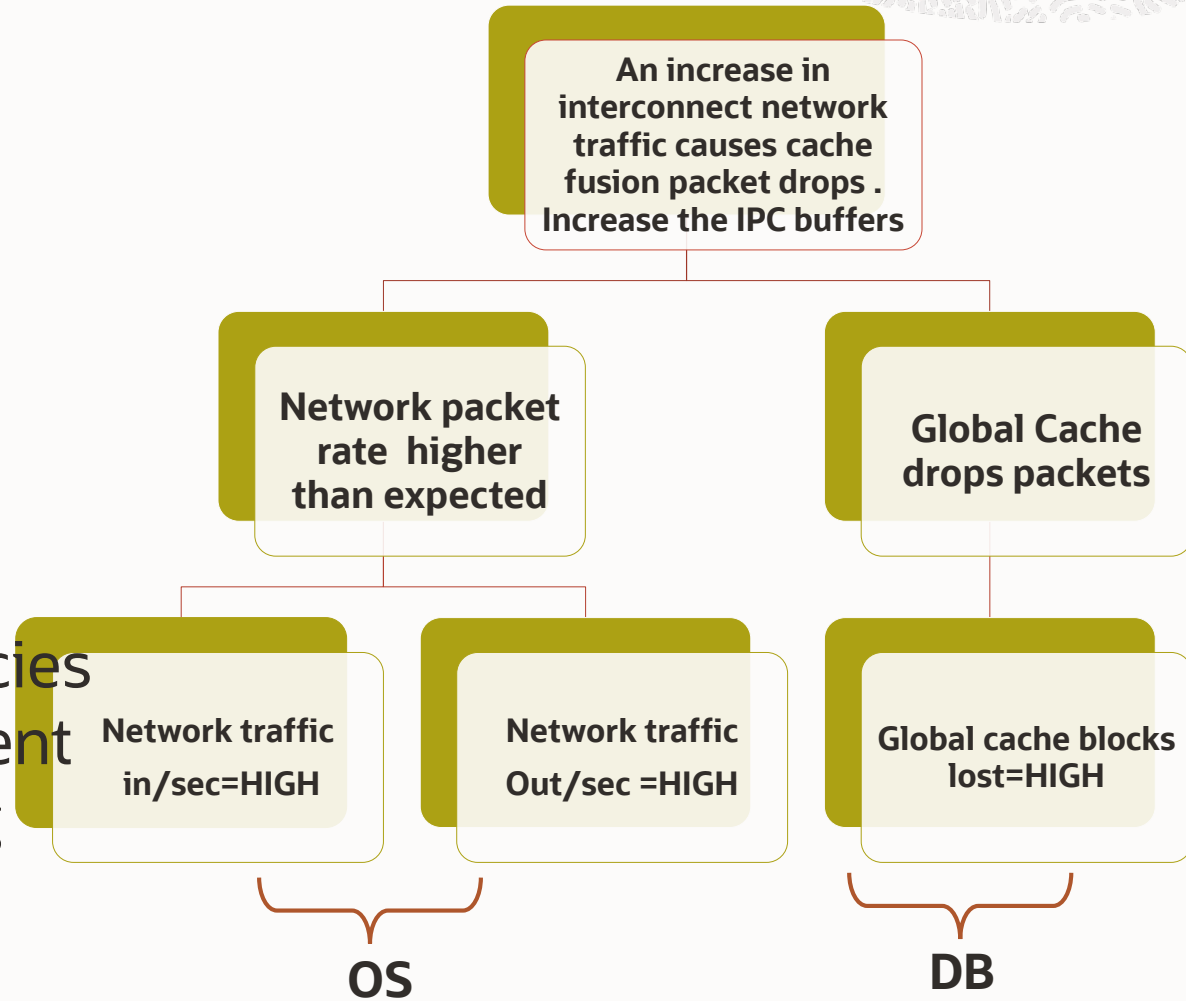 An increase in
interconnect network
traffic causes cache
fusion packet drops .
Increase the IPC buffers
Network packet
rate higher
than expected
Global Cache
drops packets
cies
ent
Network traffic
in/sec=HIGH
Network traffic
Out/sec =HIGH
Global cache blocks
lost=HIGH
OS
DB